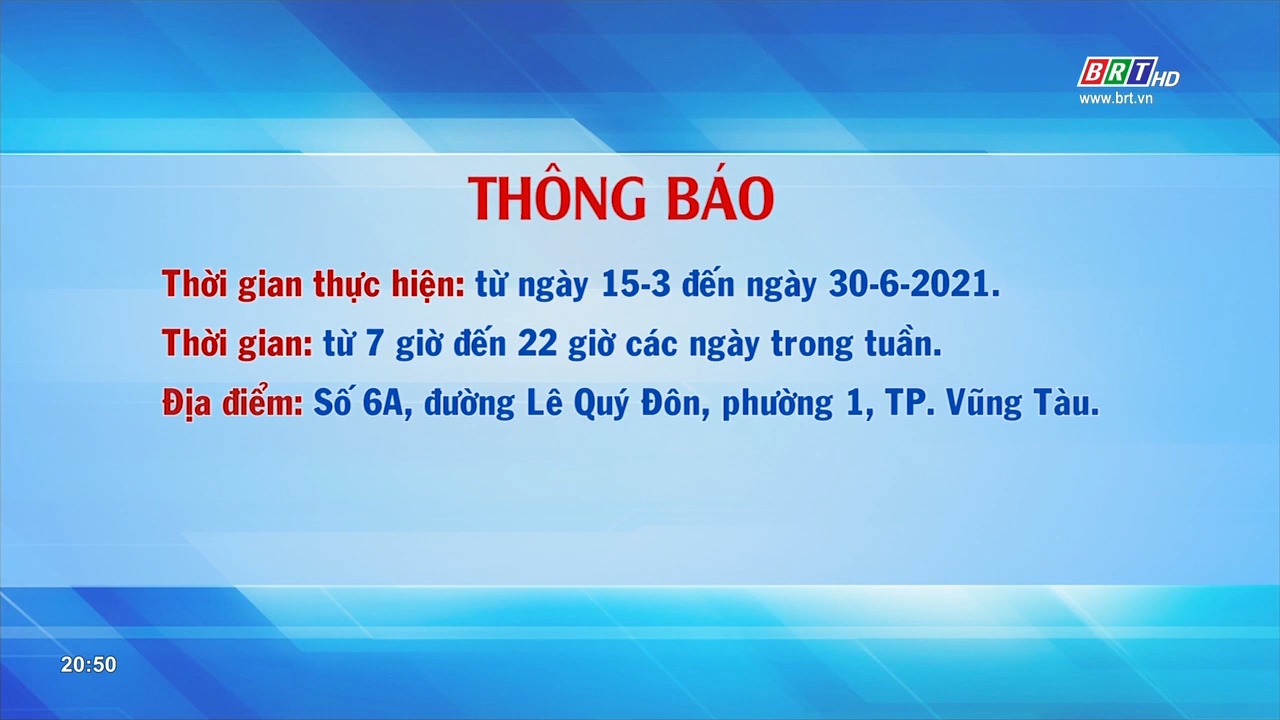 BRT HD
www.brt.vn
THÔNG BÁO
Thời gian thực hiện: từ ngày 15-3 đến ngày 30-6-2021.
Thời gian: từ 7 giờ đến 22 giờ các ngày trong tuần.
Địa điểm: Số 6A, đường Lê Quý Đôn, phường 1, TP. Vũng Tàu.
20:50